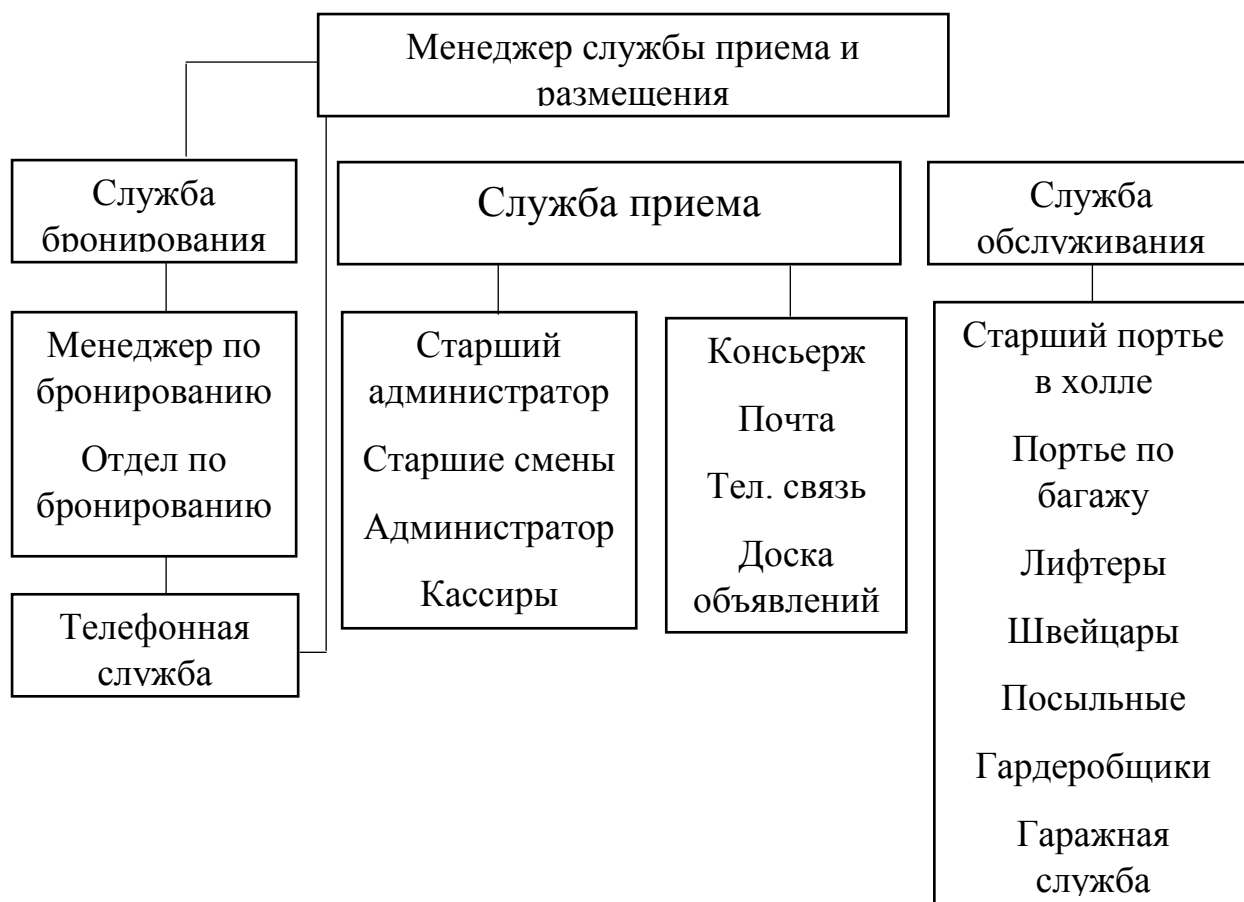 Менеджер службы приема и
размещения
Служба
бронирования
Служба приема
Служба
обслуживания
Менеджер по
бронированию
Отдел по
бронированию
Телефонная
служба
Старший
администратор
Старшие смены
Администратор
Кассиры
Консьерж
Почта
Тел. связь
Доска
объявлений
Старший портье
в холле
Портье по
багажу
Лифтеры
Швейцары
Посыльные
Гардеробщики
Гаражная
служба